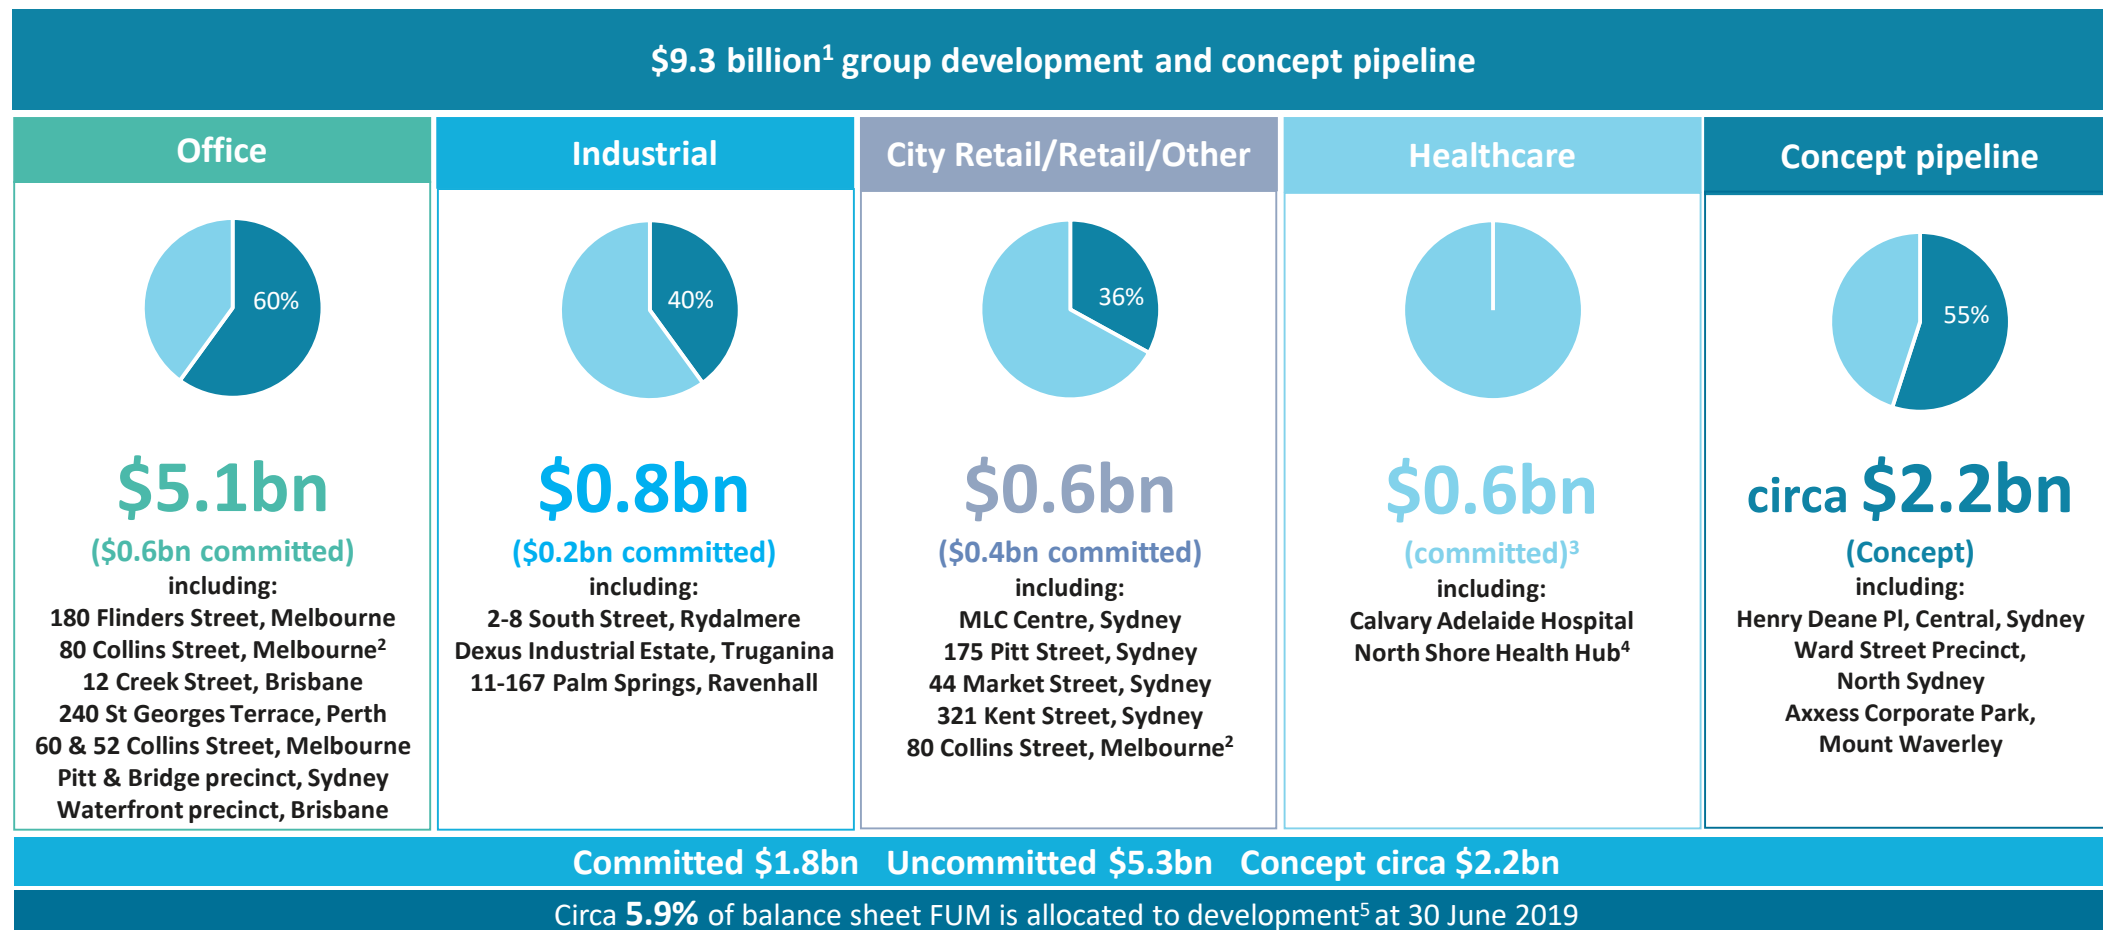 $9.3 billion¹ group development and concept pipeline
Office
60%
$5.1bn
($0.6bn committed)
including:
180 Flinders Street, Melbourne
80 Collins Street, Melbourne²
12 Creek Street, Brisbane
240 St Georges Terrace, Perth
60 & 52 Collins Street, Melbourne
Pitt & Bridge precinct, Sydney
Waterfront precinct, Brisbane
Industrial
40%
$0.8bn
($0.2bn committed)
including:
2-8 South Street, Rydalmere
Dexus Industrial Estate, Truganina
11-167 Palm Springs, Ravenhall
City Retail/Retail/Other
36%
$0.6bn
($0.4bn committed)
including:
MLC Centre, Sydney
175 Pitt Street, Sydney
44 Market Street, Sydney
321 Kent Street, Sydney
80 Collins Street, Melbourne²
Healthcare
$0.6bn
(committed)³
including:
Calvary Adelaide Hospital
North Shore Health Hub⁴
Concept pipeline
55%
circa $2.2bn
(Concept)
including:
Henry Deane Pl, Central, Sydney
Ward Street Precinct,
North Sydney
Axxess Corporate Park,
Mount Waverley
Committed $1.8bn Uncommitted $5.3bn Concept circa $2.2bn
Circa 5.9% of balance sheet FUM is allocated to development⁵ at 30 June 2019